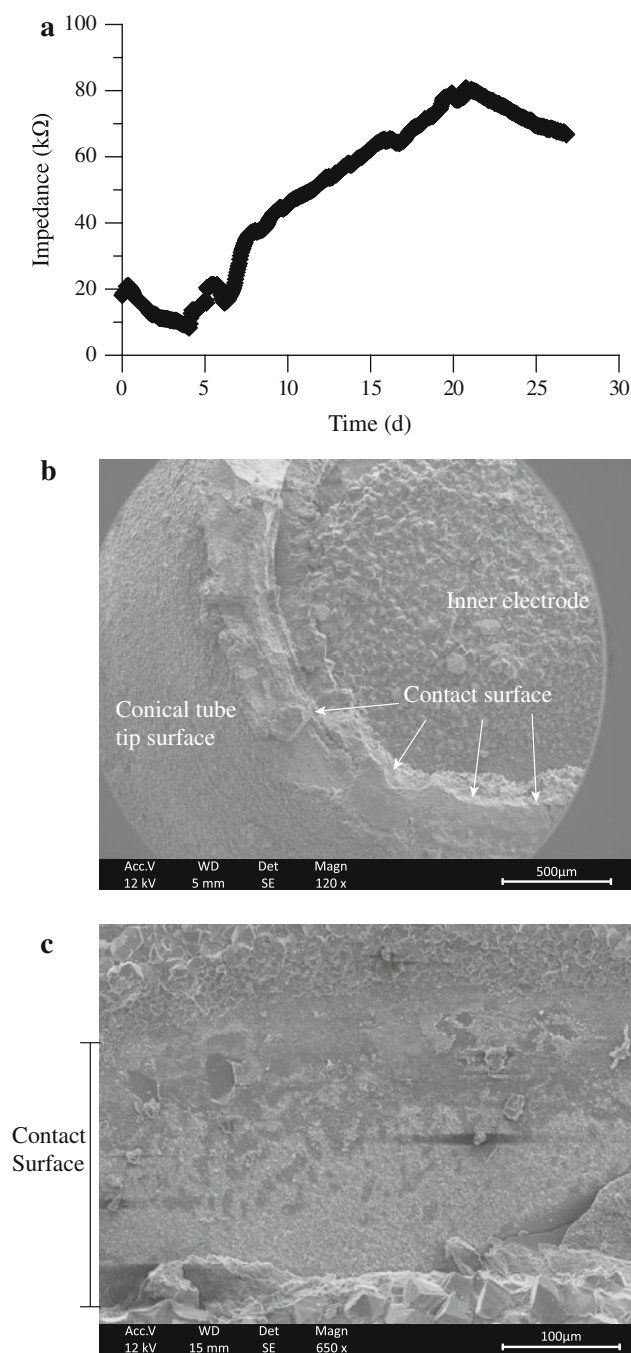 a
100
80
60
40
20
0
Impedance (kΩ)
0 5 10 15 20 25 30
Time (d)
b
Inner electrode
Contact surface
Conical tube
tip surface
Acc.V WD Det Magn
12 kV 5 mm SE 120 x 500µm
c
Contact
Surface
Acc.V WD Det Magn
12 kV 15 mm SE 650 x 100µm